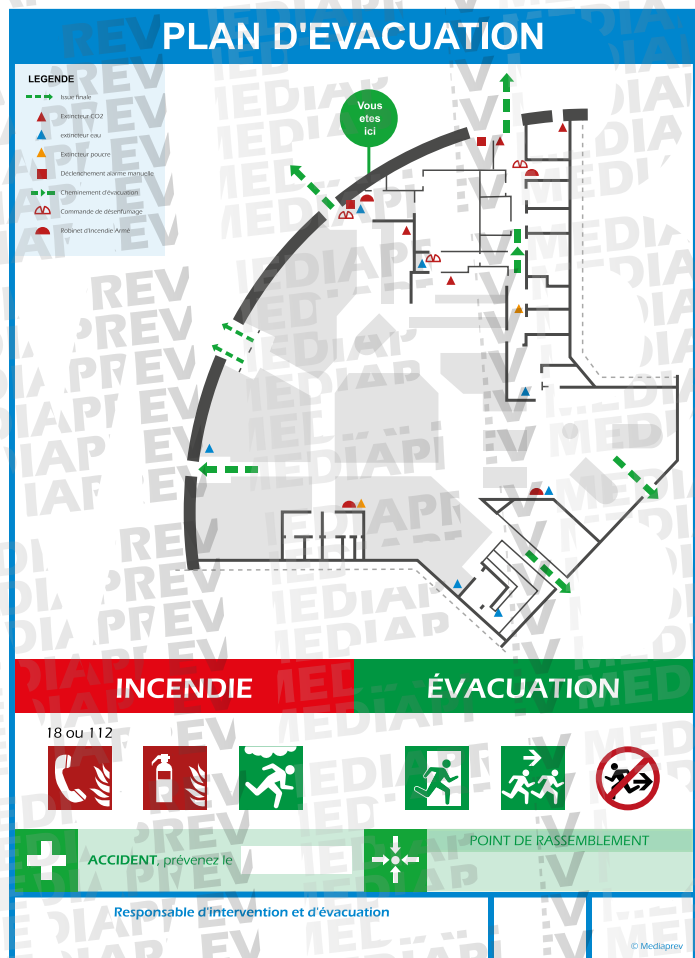 PLAN D'EVACUATION
LEGENDE
Issue finale
Extincteur CO2
extincteur eau
Extincteur poucre
Déclenchement alarme manuelle
Cheminement d'évacuation
Commande de désenfumage
Robinet d'Incendie Armé
Vous
etes
ici
INCENDIE
ÉVACUATION
18 ou 112
ACCIDENT, prévenez le
POINT DE RASSEMBLEMENT
Responsable d'intervention et d'évacuation
© Mediaprev
MEDIAPREV